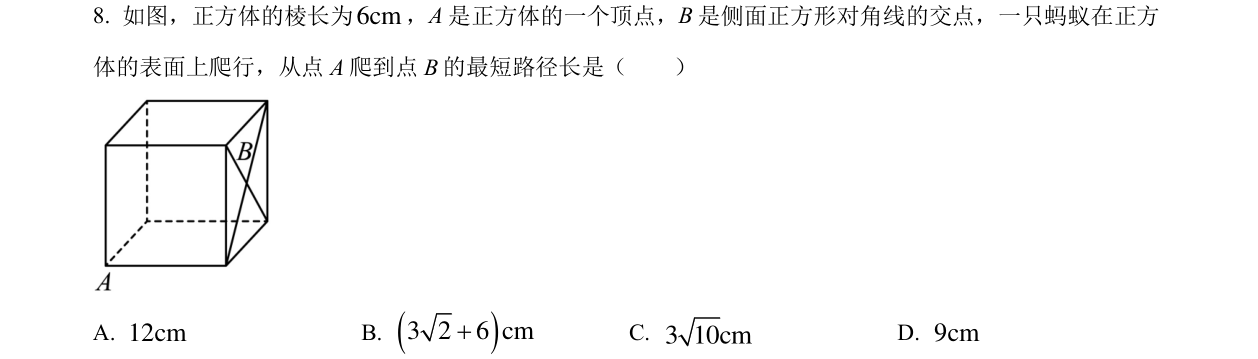 8. 如图，正方体的棱长为6cm，A是正方体的一个顶点，B是侧面正方形对角线的交点，一只蚂蚁在正方
体的表面上爬行，从点A爬到点B的最短路径长是（　　）
B
A
A. 12cm B. (3√2+6)cm C. 3√10cm D. 9cm